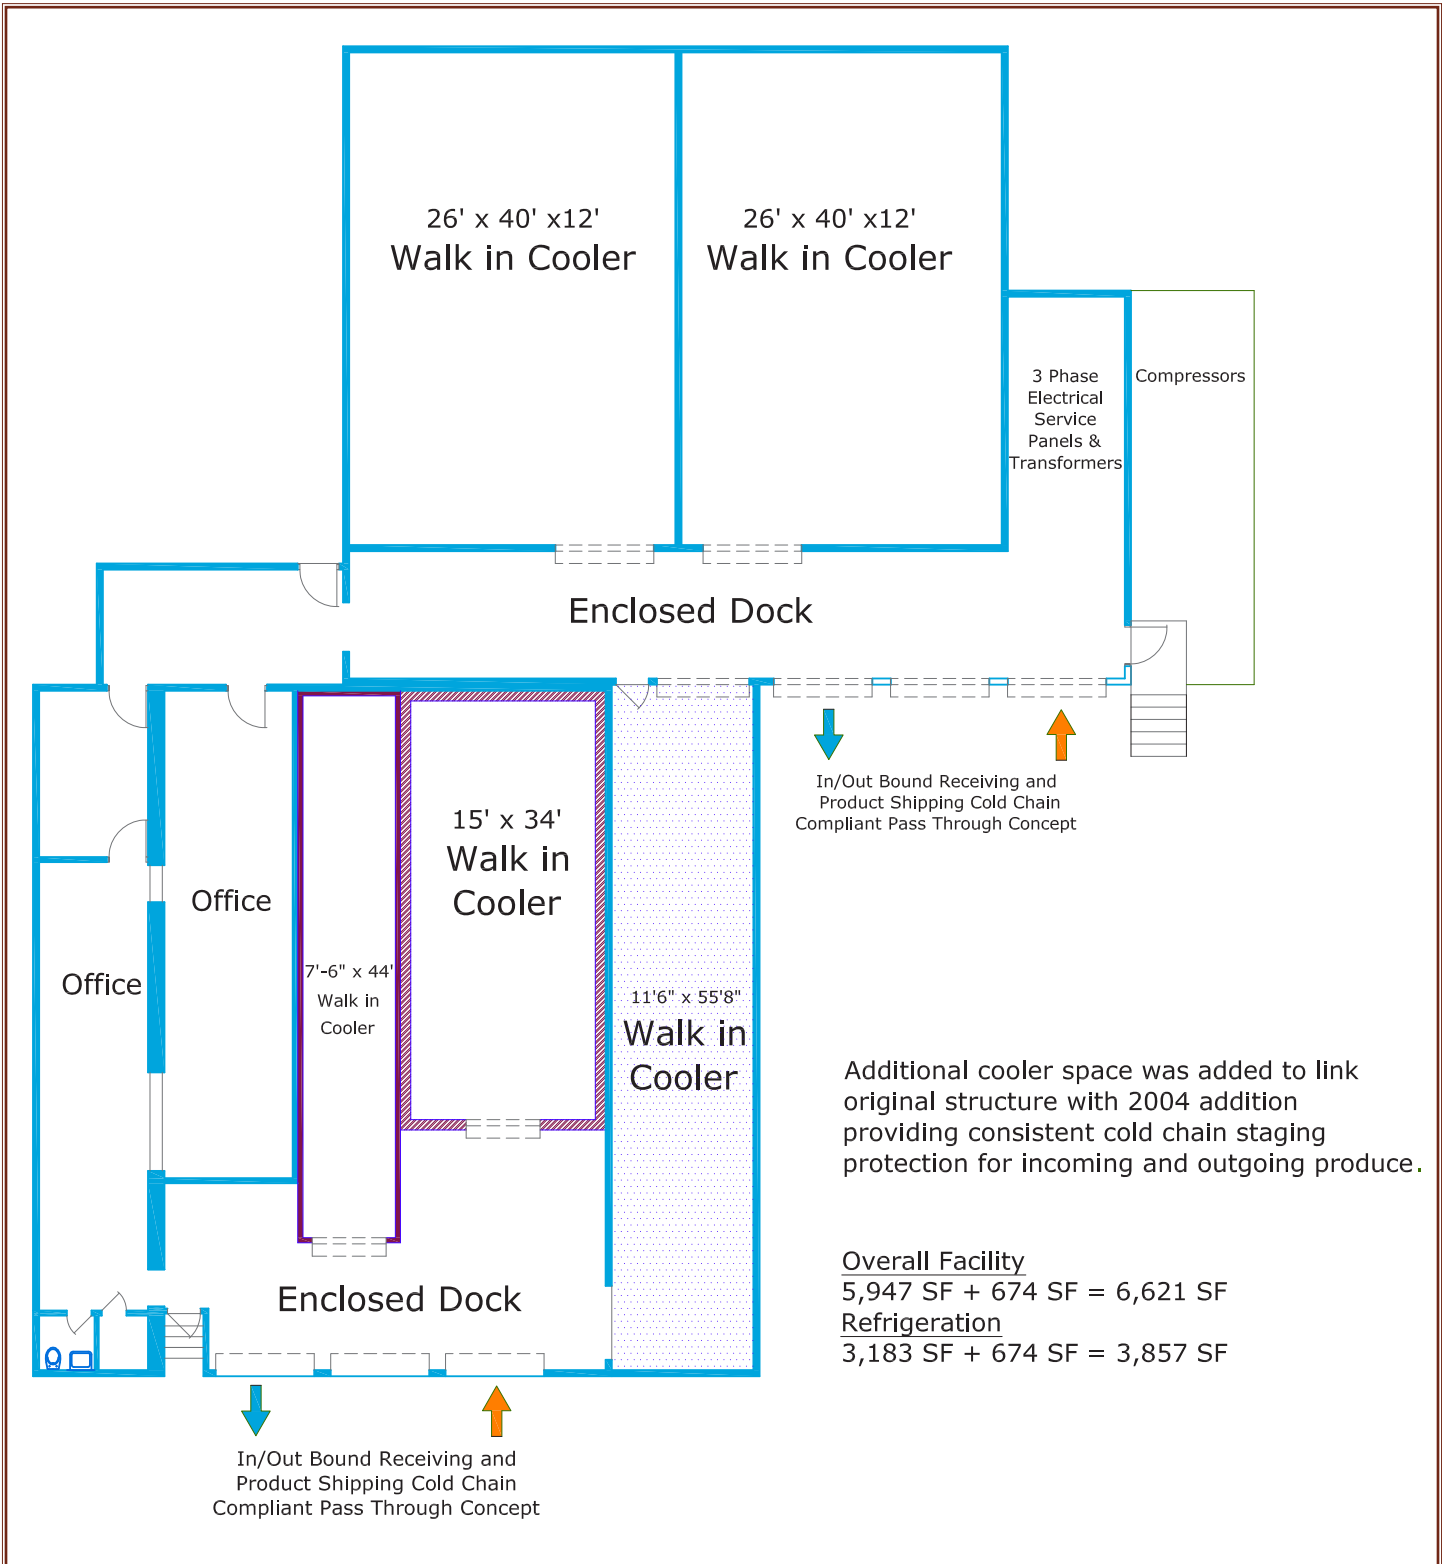 26' x 40' x12'
Walk in Cooler
26' x 40' x12'
Walk in Cooler
3 Phase
Electrical
Service
Panels &
Transformers
Compressors
Enclosed Dock
In/Out Bound Receiving and
Product Shipping Cold Chain
Compliant Pass Through Concept
15' x 34'
Walk in
Cooler
Office
Office
7'-6" x 44'
Walk in
Cooler
11'6" x 55'8"
Walk in
Cooler
Additional cooler space was added to link
original structure with 2004 addition
providing consistent cold chain staging
protection for incoming and outgoing produce.
Overall Facility
5,947 SF + 674 SF = 6,621 SF
Refrigeration
3,183 SF + 674 SF = 3,857 SF
Enclosed Dock
In/Out Bound Receiving and
Product Shipping Cold Chain
Compliant Pass Through Concept